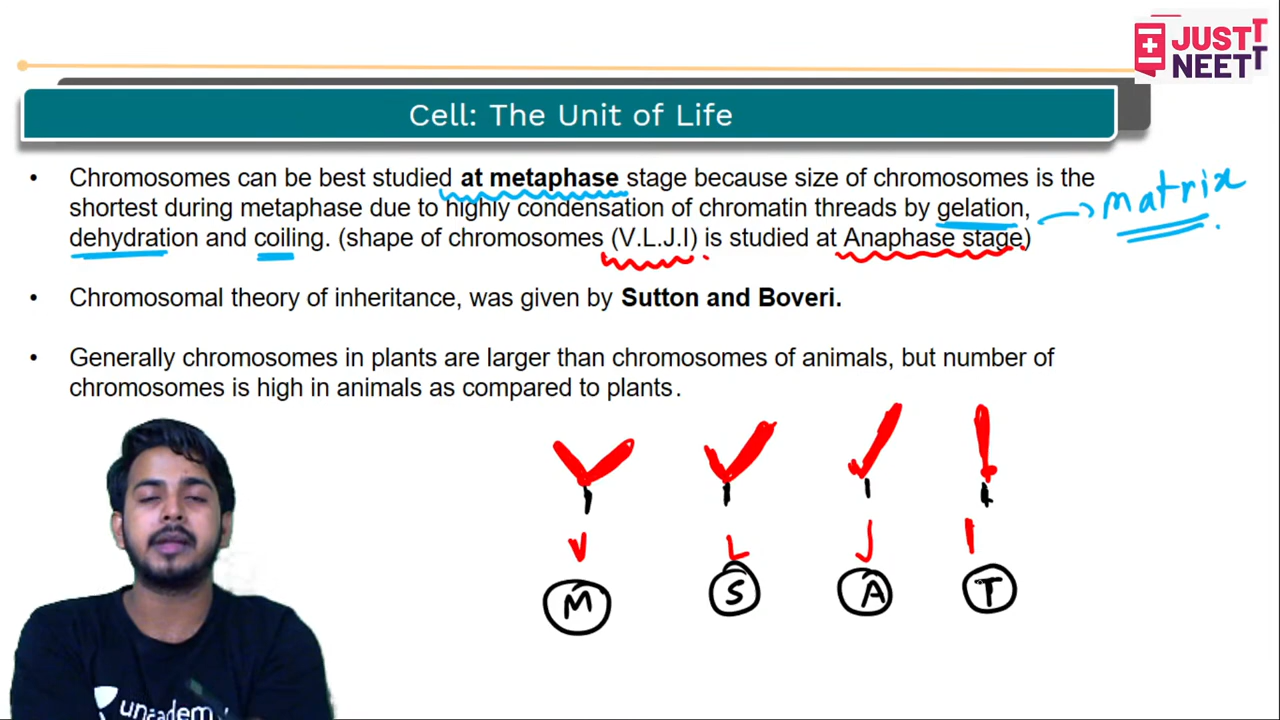 JUST
NEET
Cell: The Unit of Life
• Chromosomes can be best studied at metaphase stage because size of chromosomes is the
shortest during metaphase due to highly condensation of chromatin threads by gelation,
dehydration and coiling. (shape of chromosomes (V.L.J.I) is studied at Anaphase stage)
matrix
• Chromosomal theory of inheritance, was given by Sutton and Boveri.
• Generally chromosomes in plants are larger than chromosomes of animals, but number of
chromosomes is high in animals as compared to plants.
V L J I
M S A T
unacadem